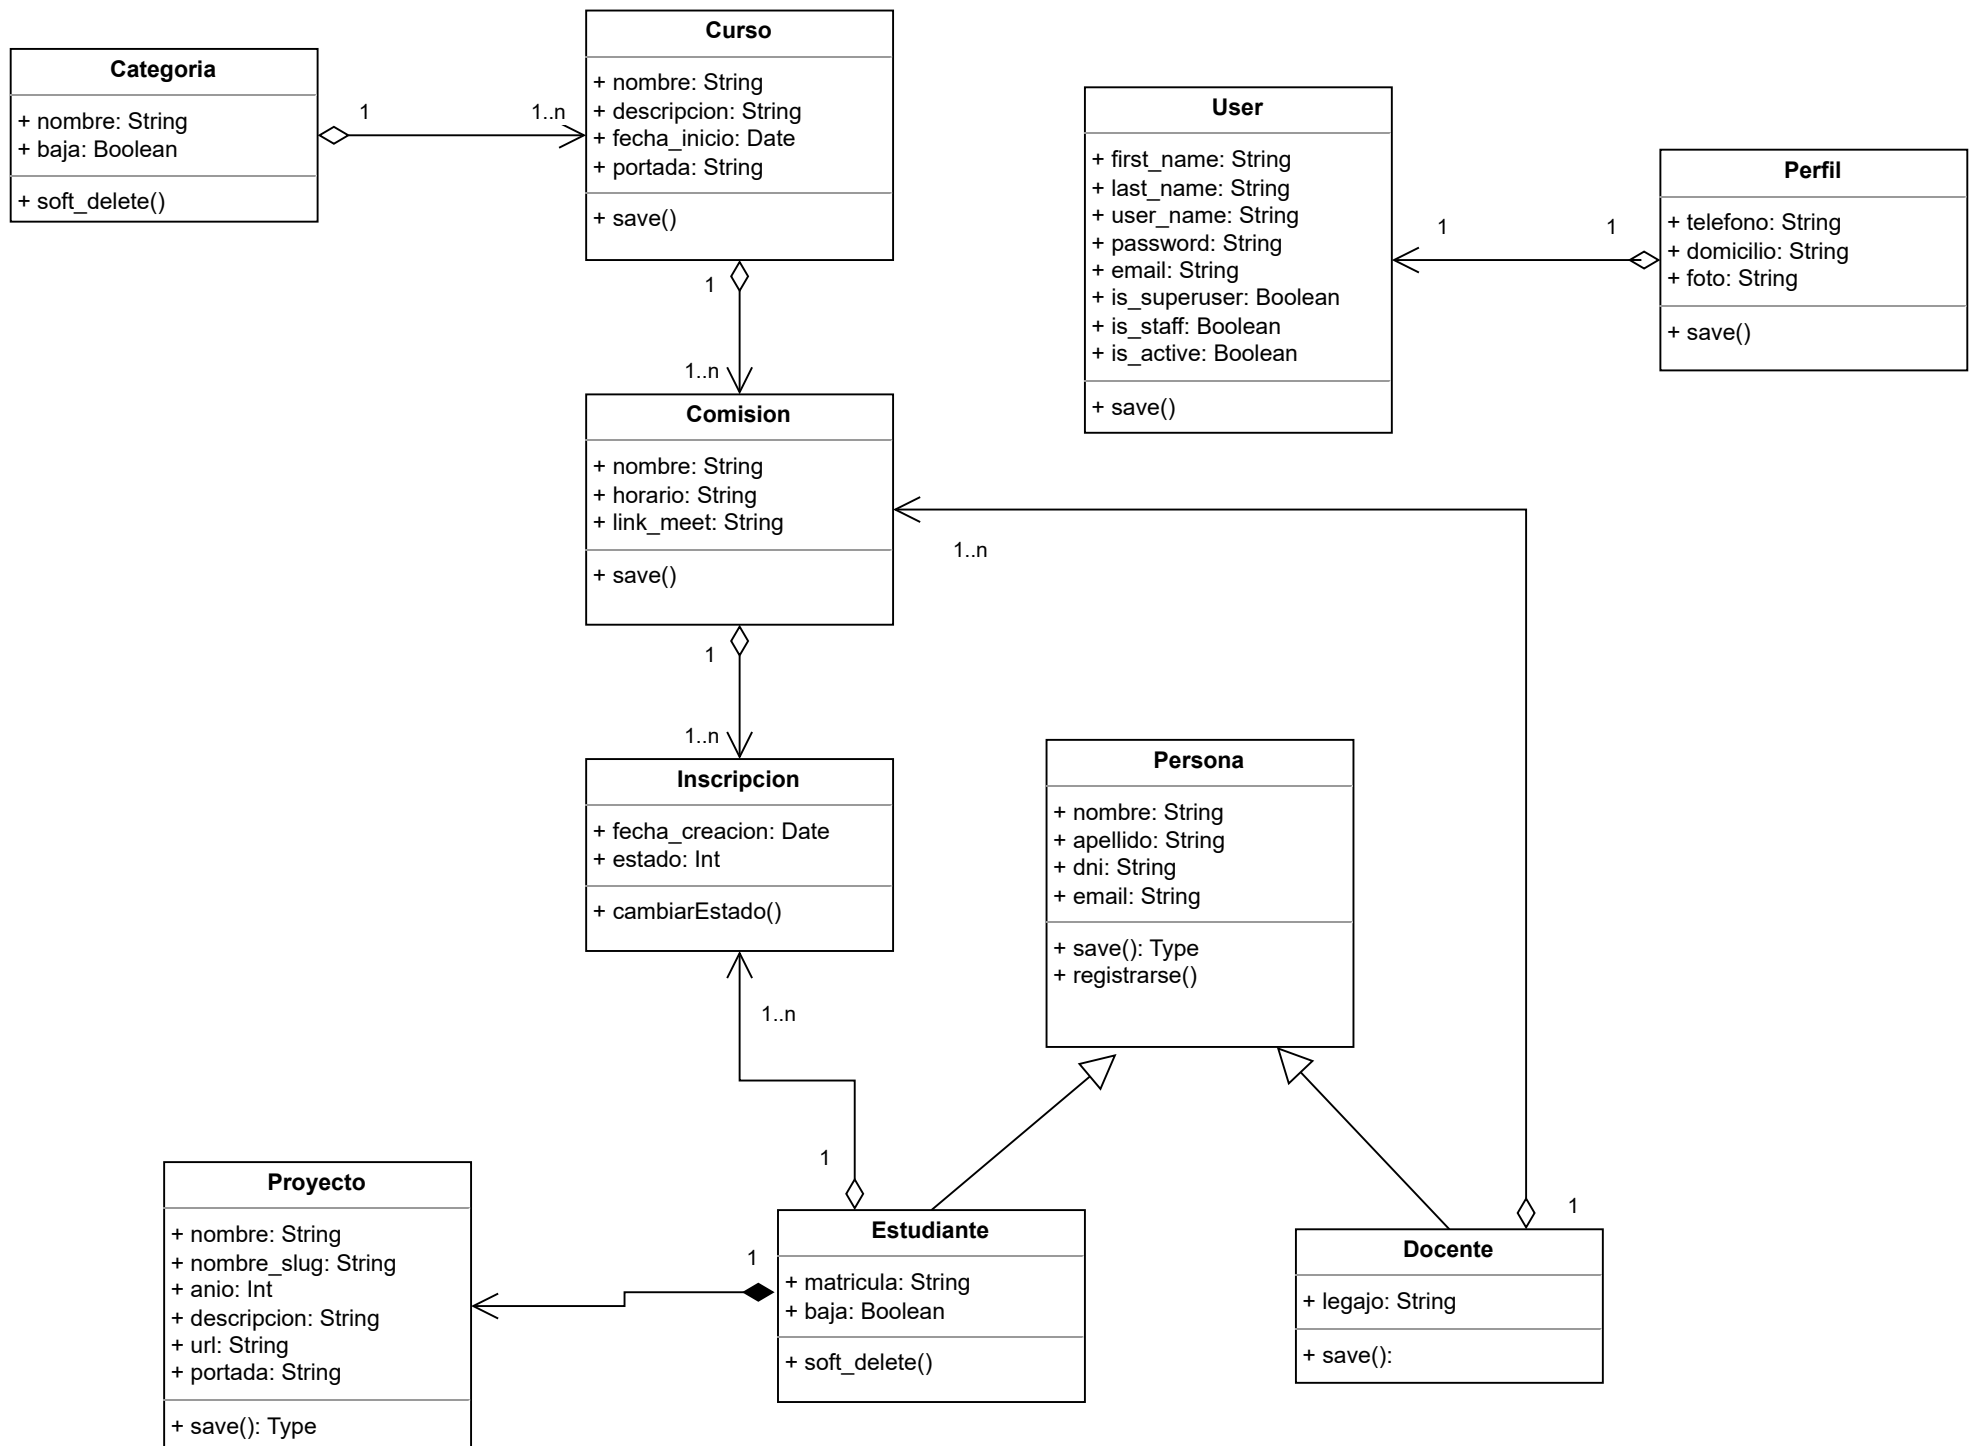 Categoria
+ nombre: String
+ baja: Boolean
+ soft_delete()
1
1..n
Curso
+ nombre: String
+ descripcion: String
+ fecha_inicio: Date
+ portada: String
+ save()
1
1..n
User
+ first_name: String
+ last_name: String
+ user_name: String
+ password: String
+ email: String
+ is_superuser: Boolean
+ is_staff: Boolean
+ is_active: Boolean
+ save()
1
1
Perfil
+ telefono: String
+ domicilio: String
+ foto: String
+ save()
Comision
+ nombre: String
+ horario: String
+ link_meet: String
+ save()
1..n
1
1..n
Inscripcion
+ fecha_creacion: Date
+ estado: Int
+ cambiarEstado()
1..n
1
Persona
+ nombre: String
+ apellido: String
+ dni: String
+ email: String
+ save(): Type
+ registrarse()
Proyecto
+ nombre: String
+ nombre_slug: String
+ anio: Int
+ descripcion: String
+ url: String
+ portada: String
+ save(): Type
1
Estudiante
+ matricula: String
+ baja: Boolean
+ soft_delete()
1
Docente
+ legajo: String
+ save():